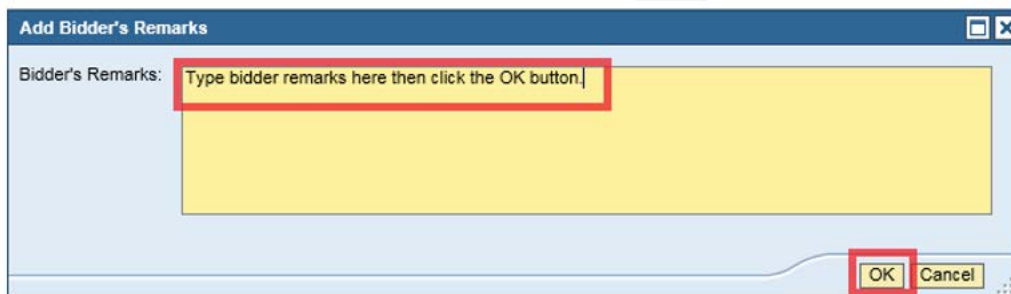 Add Bidder's Remarks
Bidder's Remarks: Type bidder remarks here then click the OK button.
OK Cancel